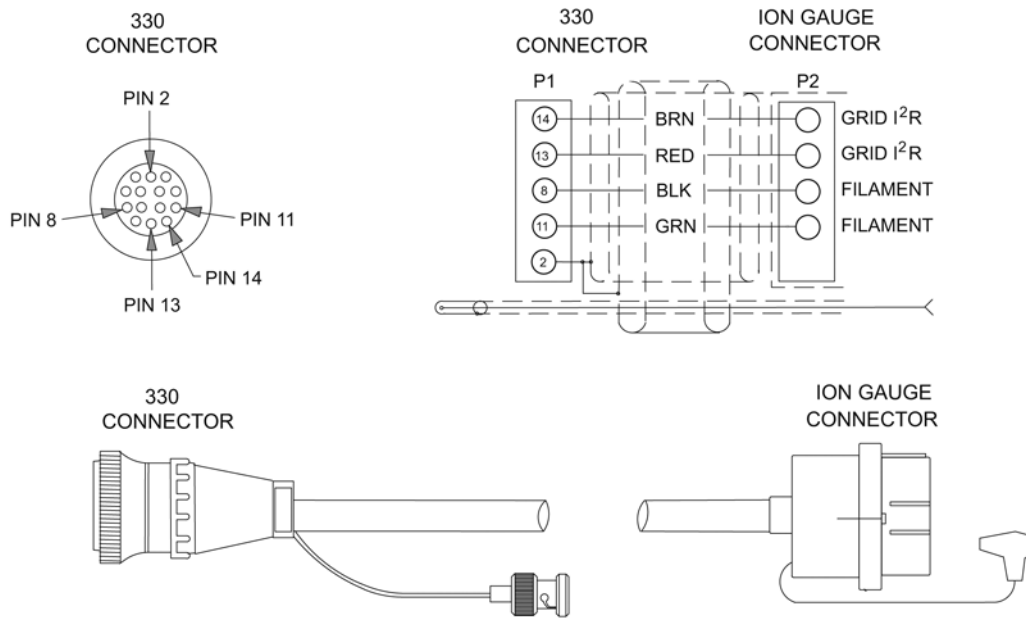 330
CONNECTOR
PIN 2
PIN 8
PIN 11
PIN 14
PIN 13
330
CONNECTOR
ION GAUGE
CONNECTOR
P1
P2
14
BRN
GRID I²R
13
RED
GRID I²R
8
BLK
FILAMENT
11
GRN
FILAMENT
2
330
CONNECTOR
ION GAUGE
CONNECTOR